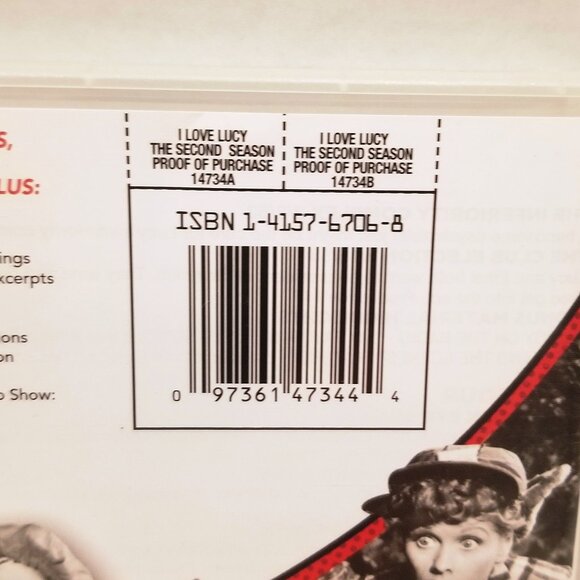 I LOVE LUCY
THE SECOND SEASON
PROOF OF PURCHASE
14734A
I LOVE LUCY
THE SECOND SEASON
PROOF OF PURCHASE
14734B
ISBN 1-4157-6706-8
0 97361 47344 4
LUS:
ings
xcerpts
ions
on
o Show: